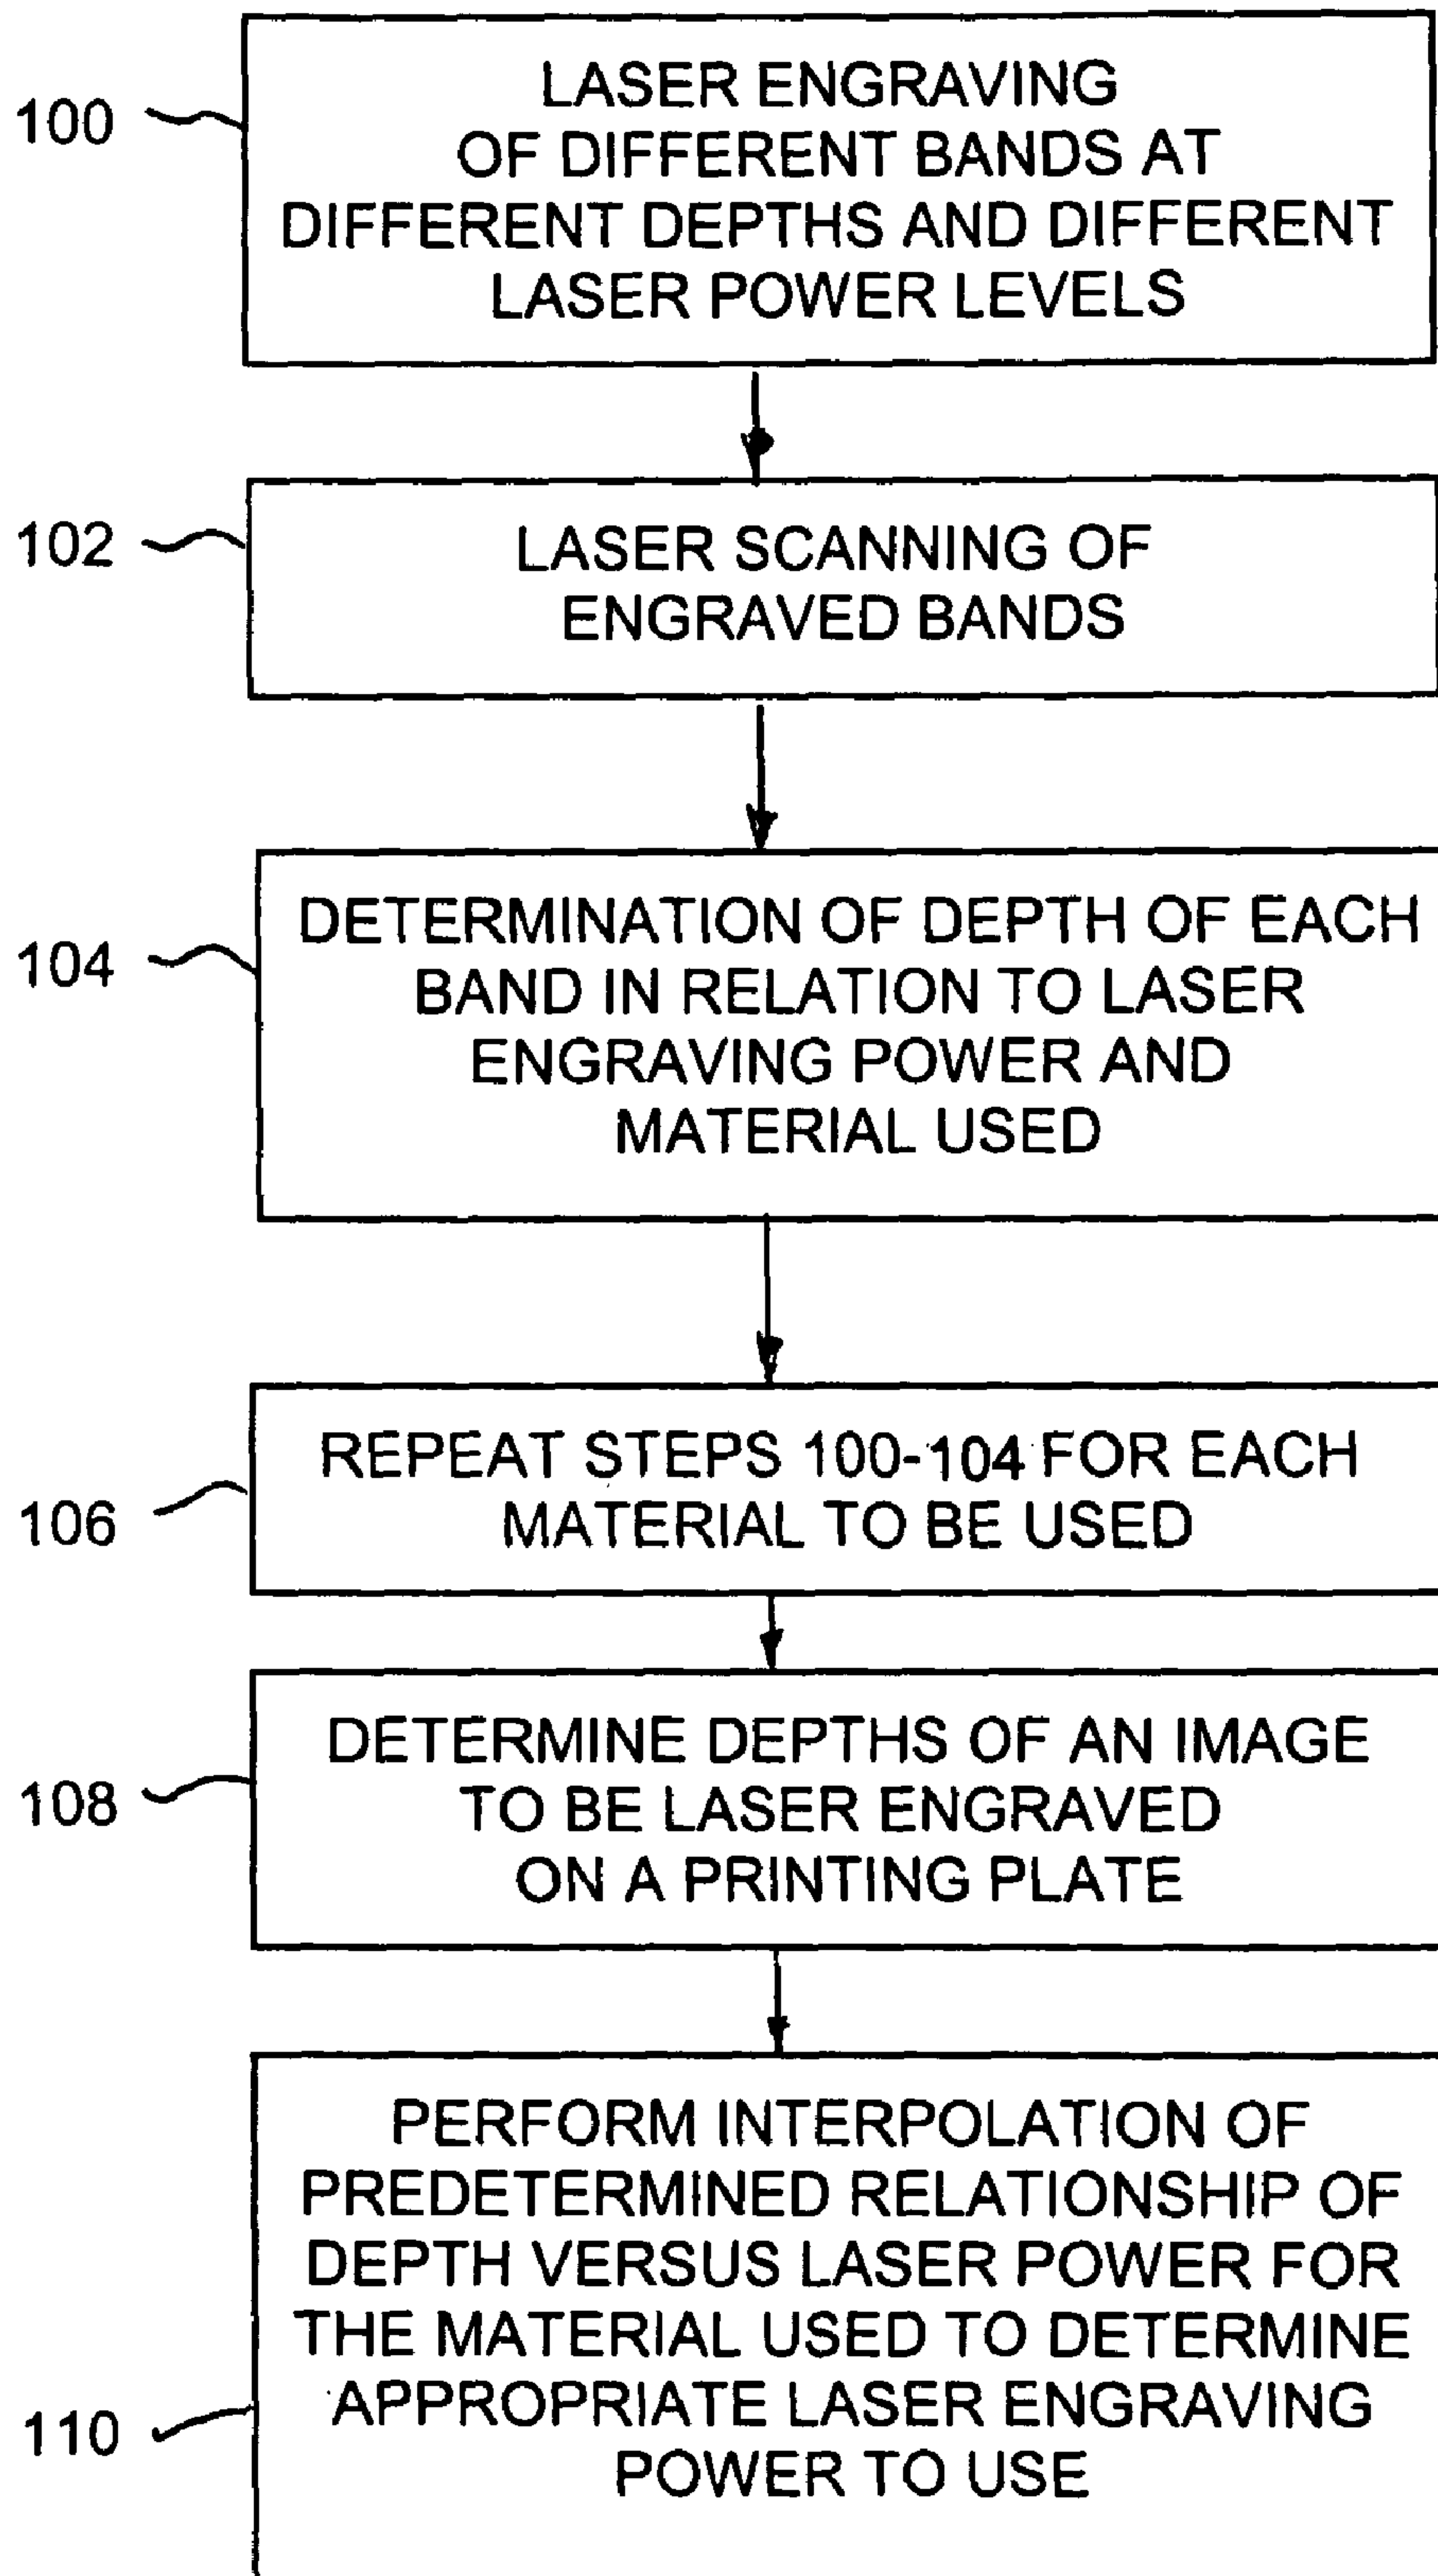 100
LASER ENGRAVING
OF DIFFERENT BANDS AT
DIFFERENT DEPTHS AND DIFFERENT
LASER POWER LEVELS
102
LASER SCANNING OF
ENGRAVED BANDS
104
DETERMINATION OF DEPTH OF EACH
BAND IN RELATION TO LASER
ENGRAVING POWER AND
MATERIAL USED
106
REPEAT STEPS 100-104 FOR EACH
MATERIAL TO BE USED
108
DETERMINE DEPTHS OF AN IMAGE
TO BE LASER ENGRAVED
ON A PRINTING PLATE
110
PERFORM INTERPOLATION OF
PREDETERMINED RELATIONSHIP OF
DEPTH VERSUS LASER POWER FOR
THE MATERIAL USED TO DETERMINE
APPROPRIATE LASER ENGRAVING
POWER TO USE